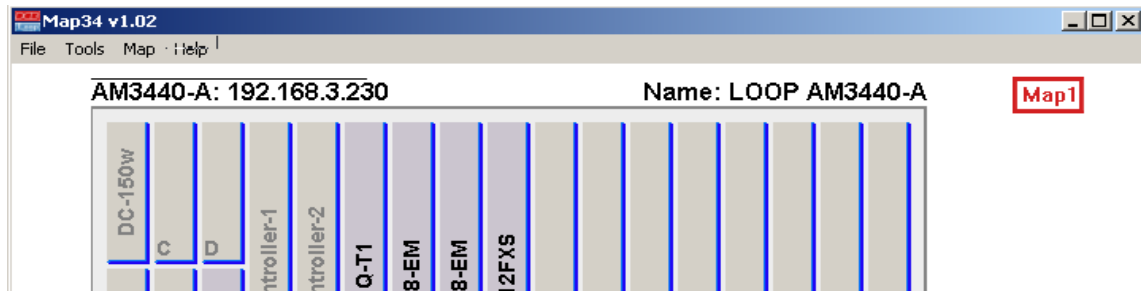 Map34 v1.02
File Tools Map Help
AM3440-A: 192.168.3.230 Name: LOOP AM3440-A
Map1
DC-150w
C
D
ntroller-1
ntroller-2
Q-T1
8-EM
8-EM
12FXS